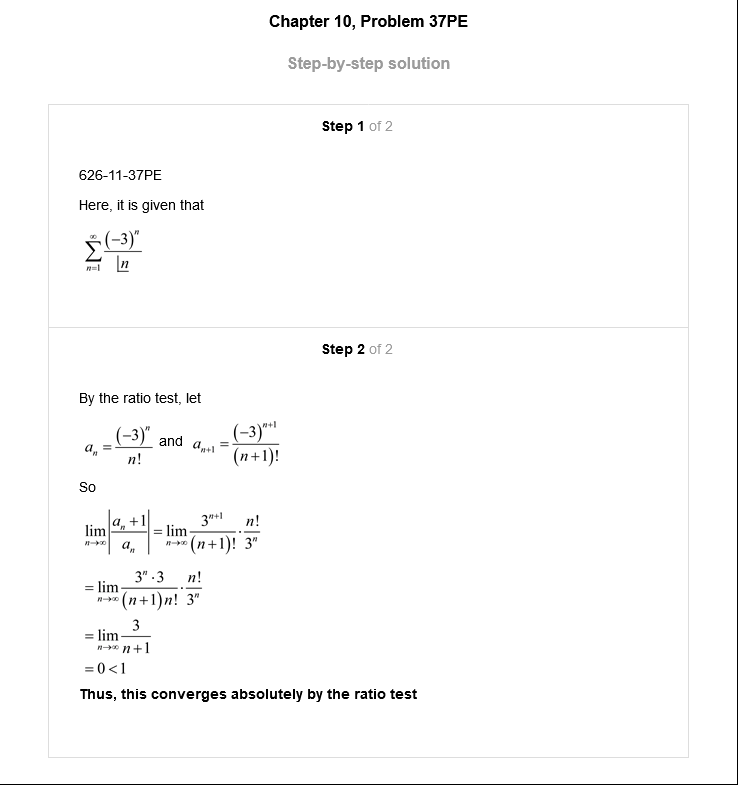 Chapter 10, Problem 37PE
Step-by-step solution
Step 1 of 2
626-11-37PE
Here, it is given that
\sum_{n=1}^{\infty} \frac{(-3)^n}{\lfloor n}
Step 2 of 2
By the ratio test, let
a_n = \frac{(-3)^n}{n!} and a_{n+1} = \frac{(-3)^{n+1}}{(n+1)!}
So
\lim_{n \to \infty} \left| \frac{a_n + 1}{a_n} \right| = \lim_{n \to \infty} \frac{3^{n+1}}{(n+1)!} \cdot \frac{n!}{3^n}
= \lim_{n \to \infty} \frac{3^n \cdot 3}{(n+1)n!} \cdot \frac{n!}{3^n}
= \lim_{n \to \infty} \frac{3}{n+1}
= 0 < 1
Thus, this converges absolutely by the ratio test